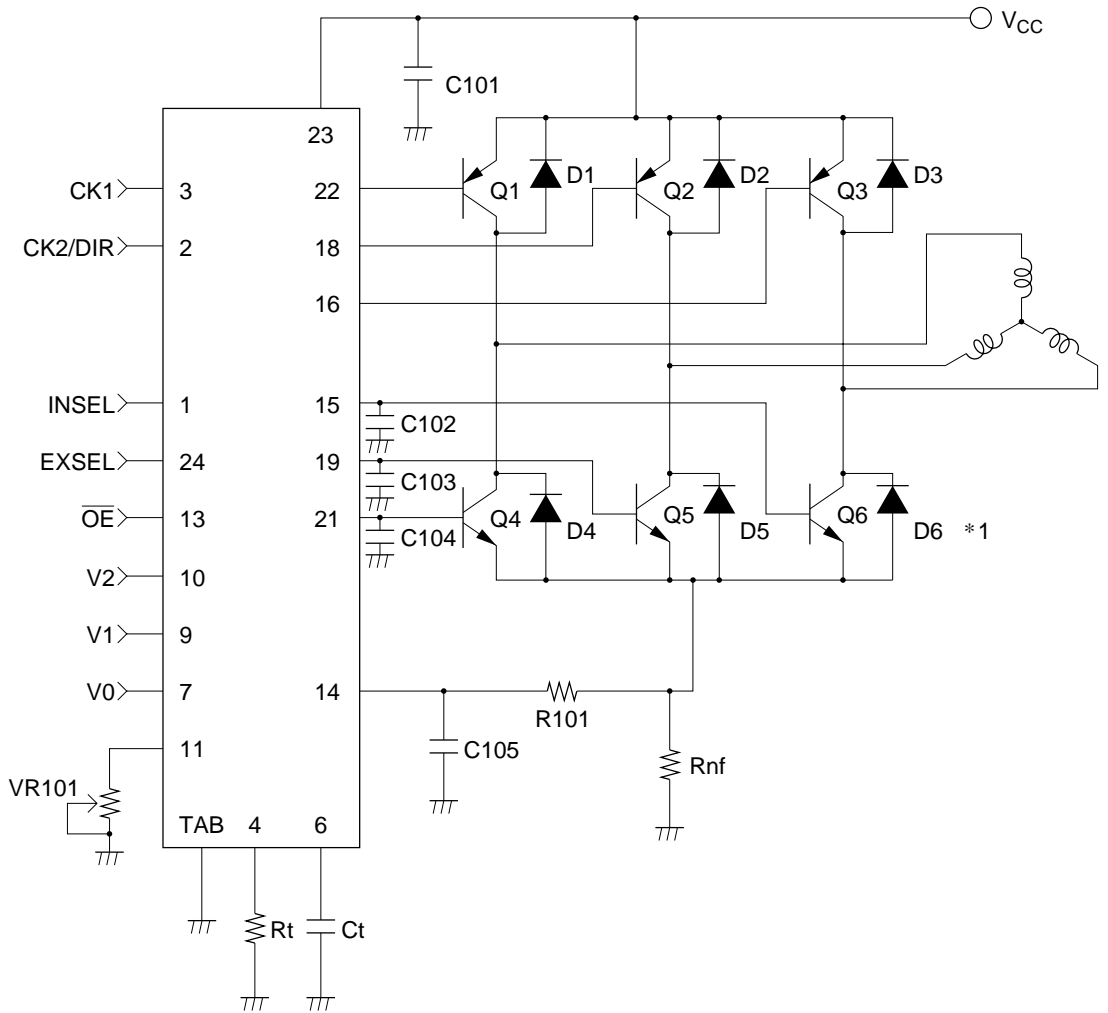 VCC
C101
23
CK1
3
22
Q1
D1
Q2
D2
Q3
D3
CK2/DIR
2
18
16
INSEL
1
15
C102
EXSEL
24
19
C103
OE
13
21
C104
Q4
D4
Q5
D5
Q6
D6 *1
V2
10
V1
9
V0
7
14
R101
C105
Rnf
11
VR101
TAB
4
6
Rt
Ct